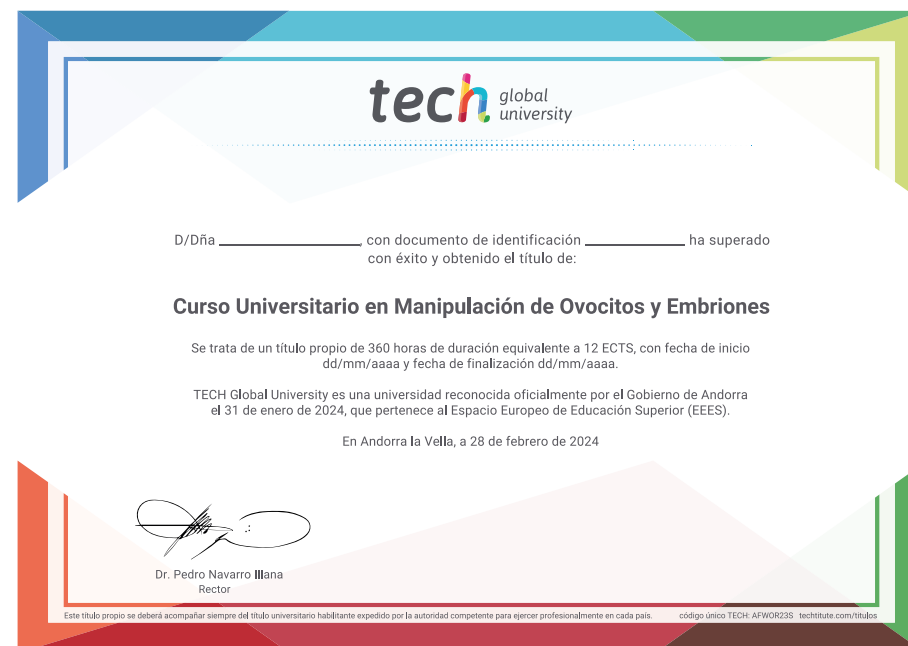 tech global university
D/Dña ____________________, con documento de identificación ______________ ha superado
con éxito y obtenido el título de:
Curso Universitario en Manipulación de Ovocitos y Embriones
Se trata de un título propio de 360 horas de duración equivalente a 12 ECTS, con fecha de inicio
dd/mm/aaaa y fecha de finalización dd/mm/aaaa.
TECH Global University es una universidad reconocida oficialmente por el Gobierno de Andorra
el 31 de enero de 2024, que pertenece al Espacio Europeo de Educación Superior (EEES).
En Andorra la Vella, a 28 de febrero de 2024
Dr. Pedro Navarro Illana
Rector
Este título propio se deberá acompañar siempre del título universitario habilitante expedido por la autoridad competente para ejercer profesionalmente en cada país. código único TECH: AFWOR23S techtitute.com/titulos